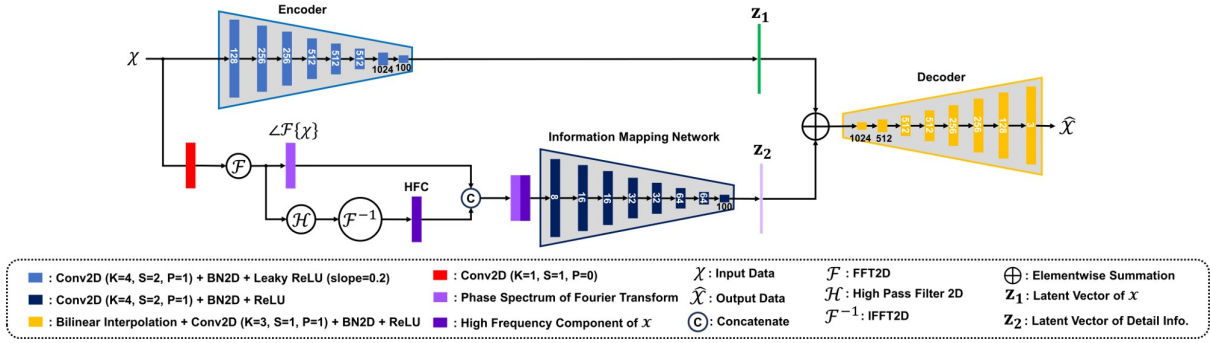 Encoder
z₁
χ
128 256 256 512 512 512 1024 100
Decoder
1024 512 512 512 256 256 128 3
χ̂
∠ℱ{χ}
Information Mapping Network
z₂
ℱ
HFC
C
8 16 16 32 32 64 64 100
ℋ
ℱ⁻¹
: Conv2D (K=4, S=2, P=1) + BN2D + Leaky ReLU (slope=0.2)
: Conv2D (K=4, S=2, P=1) + BN2D + ReLU
: Bilinear Interpolation + Conv2D (K=3, S=1, P=1) + BN2D + ReLU
: Conv2D (K=1, S=1, P=0)
: Phase Spectrum of Fourier Transform
: High Frequency Component of x
χ : Input Data
χ̂ : Output Data
C : Concatenate
ℱ : FFT2D
ℋ : High Pass Filter 2D
ℱ⁻¹ : IFFT2D
⊕ : Elementwise Summation
z₁ : Latent Vector of x
z₂ : Latent Vector of Detail Info.